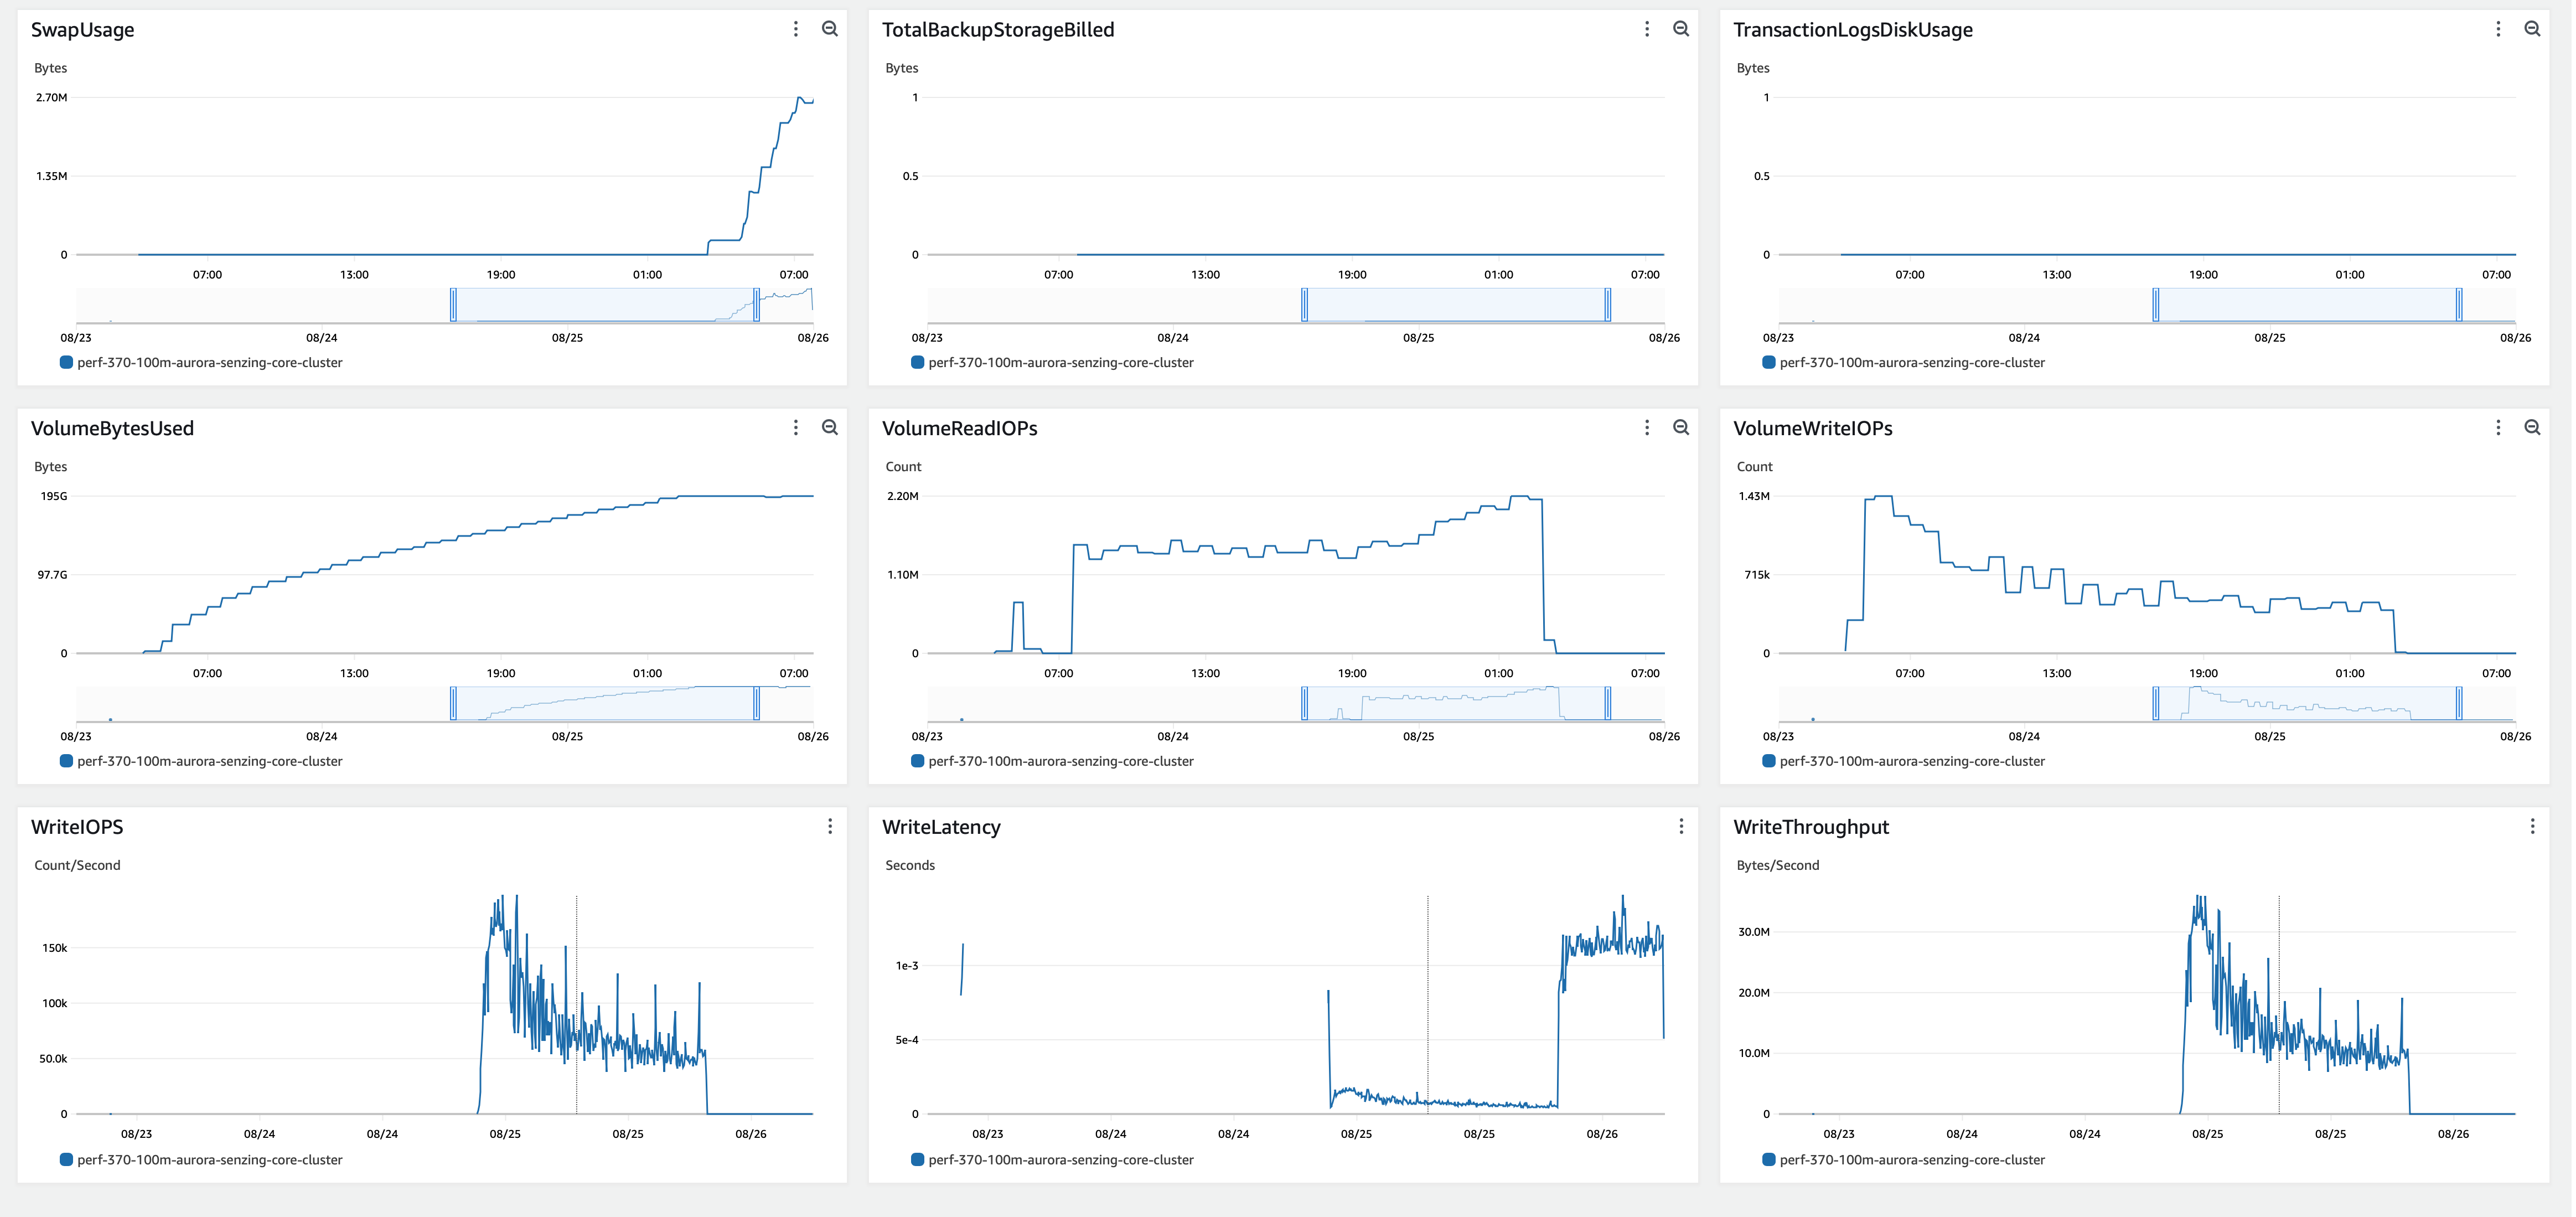 SwapUsage
Bytes
2.70M
1.35M
0
07:00 13:00 19:00 01:00 07:00
08/23 08/24 08/25 08/26
perf-370-100m-aurora-senzing-core-cluster
TotalBackupStorageBilled
Bytes
1
0.5
0
07:00 13:00 19:00 01:00 07:00
08/23 08/24 08/25 08/26
perf-370-100m-aurora-senzing-core-cluster
TransactionLogsDiskUsage
Bytes
1
0.5
0
07:00 13:00 19:00 01:00 07:00
08/23 08/24 08/25 08/26
perf-370-100m-aurora-senzing-core-cluster
VolumeBytesUsed
Bytes
195G
97.7G
0
07:00 13:00 19:00 01:00 07:00
08/23 08/24 08/25 08/26
perf-370-100m-aurora-senzing-core-cluster
VolumeReadIOPs
Count
2.20M
1.10M
0
07:00 13:00 19:00 01:00 07:00
08/23 08/24 08/25 08/26
perf-370-100m-aurora-senzing-core-cluster
VolumeWriteIOPs
Count
1.43M
715k
0
07:00 13:00 19:00 01:00 07:00
08/23 08/24 08/25 08/26
perf-370-100m-aurora-senzing-core-cluster
WriteIOPS
Count/Second
150k
100k
50.0k
0
08/23 08/24 08/24 08/25 08/25 08/26
perf-370-100m-aurora-senzing-core-cluster
WriteLatency
Seconds
1e-3
5e-4
0
08/23 08/24 08/24 08/25 08/25 08/26
perf-370-100m-aurora-senzing-core-cluster
WriteThroughput
Bytes/Second
30.0M
20.0M
10.0M
0
08/23 08/24 08/24 08/25 08/25 08/26
perf-370-100m-aurora-senzing-core-cluster